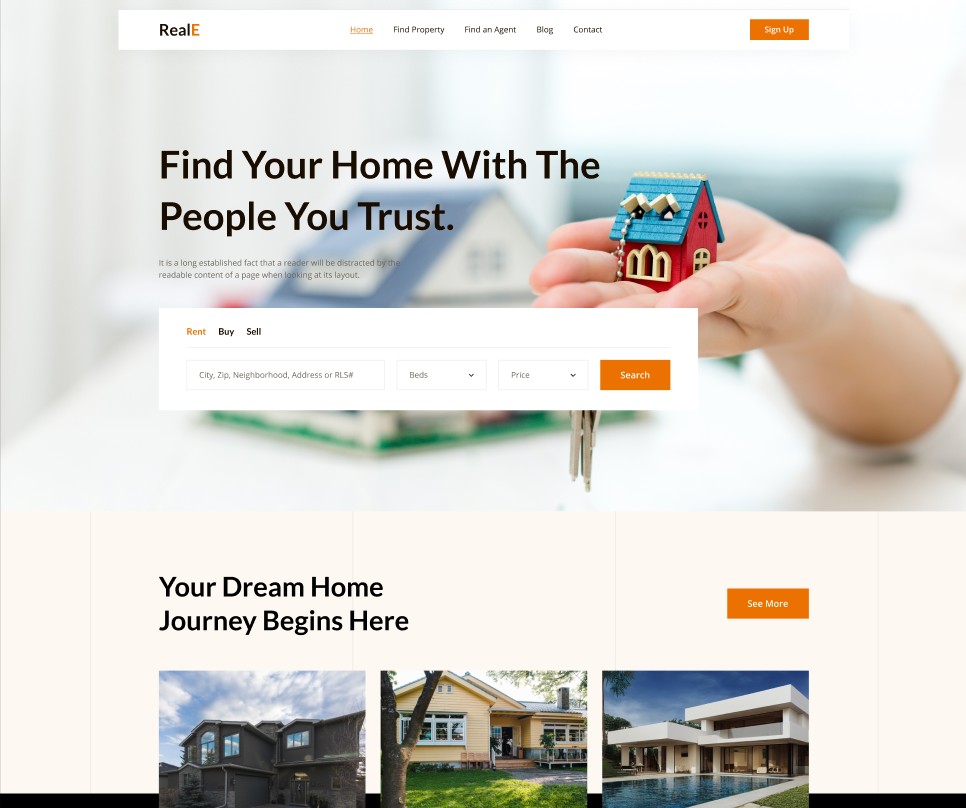 RealE
Home Find Property Find an Agent Blog Contact
Sign Up
Find Your Home With The
People You Trust.
It is a long established fact that a reader will be distracted by the
readable content of a page when looking at its layout.
Rent Buy Sell
City, Zip, Neighborhood, Address or RLS#
Beds
Price
Search
Your Dream Home
Journey Begins Here
See More